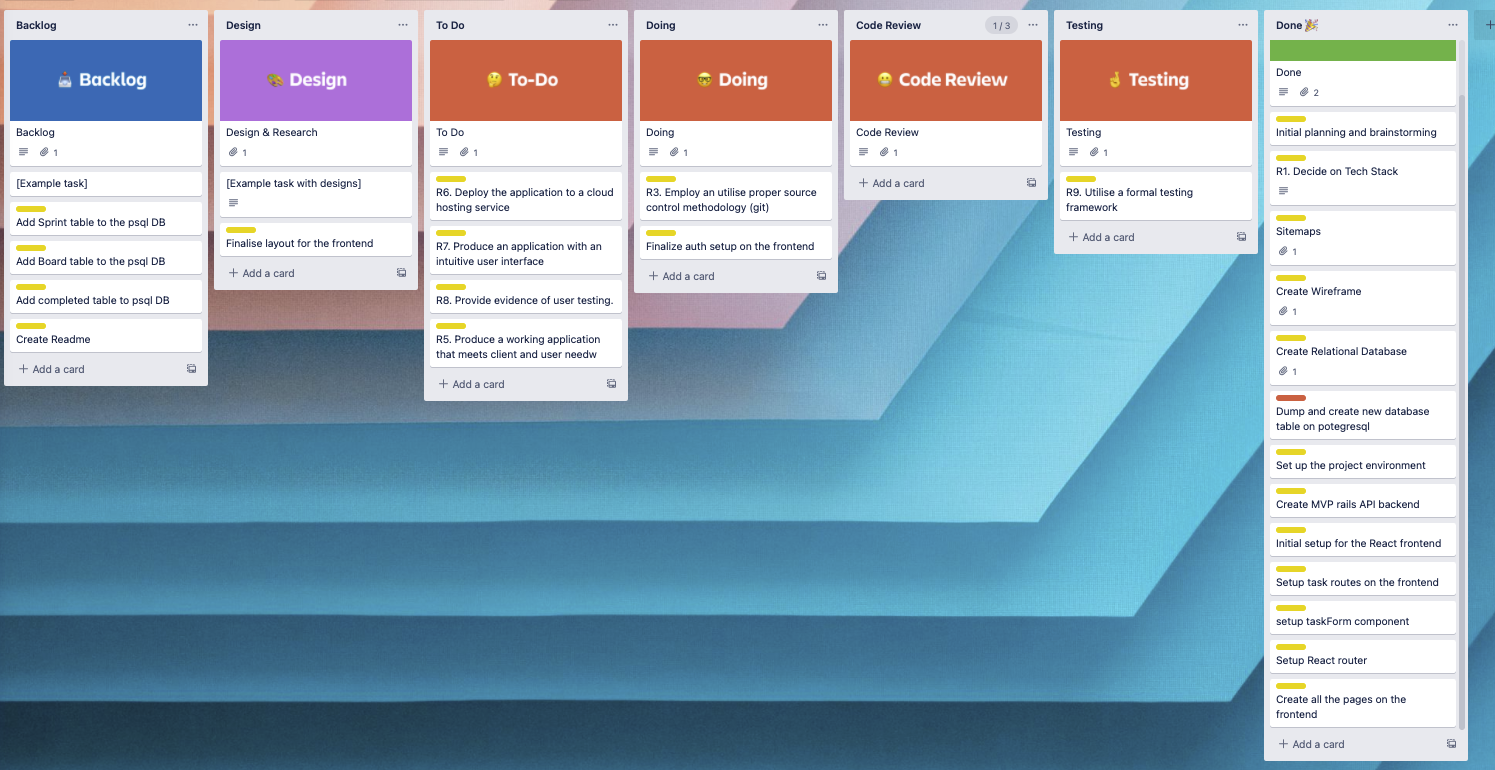 Backlog
Backlog
Backlog
1
[Example task]
Add Sprint table to the psql DB
Add Board table to the psql DB
Add completed table to psql DB
Create Readme
+ Add a card
Design
Design
Design & Research
1
[Example task with designs]
Finalise layout for the frontend
+ Add a card
To Do
To-Do
To Do
1
R6. Deploy the application to a cloud
hosting service
R7. Produce an application with an
intuitive user interface
R8. Provide evidence of user testing.
R5. Produce a working application
that meets client and user needw
+ Add a card
Doing
Doing
Doing
1
R3. Employ an utilise proper source
control methodology (git)
Finalize auth setup on the frontend
+ Add a card
Code Review
1 / 3
Code Review
Code Review
1
+ Add a card
Testing
Testing
Testing
1
R9. Utilise a formal testing
framework
+ Add a card
Done 🎉
Done
2
Initial planning and brainstorming
R1. Decide on Tech Stack
Sitemaps
1
Create Wireframe
1
Create Relational Database
1
Dump and create new database
table on potegresql
Set up the project environment
Create MVP rails API backend
Initial setup for the React frontend
Setup task routes on the frontend
setup taskForm component
Setup React router
Create all the pages on the
frontend
+ Add a card